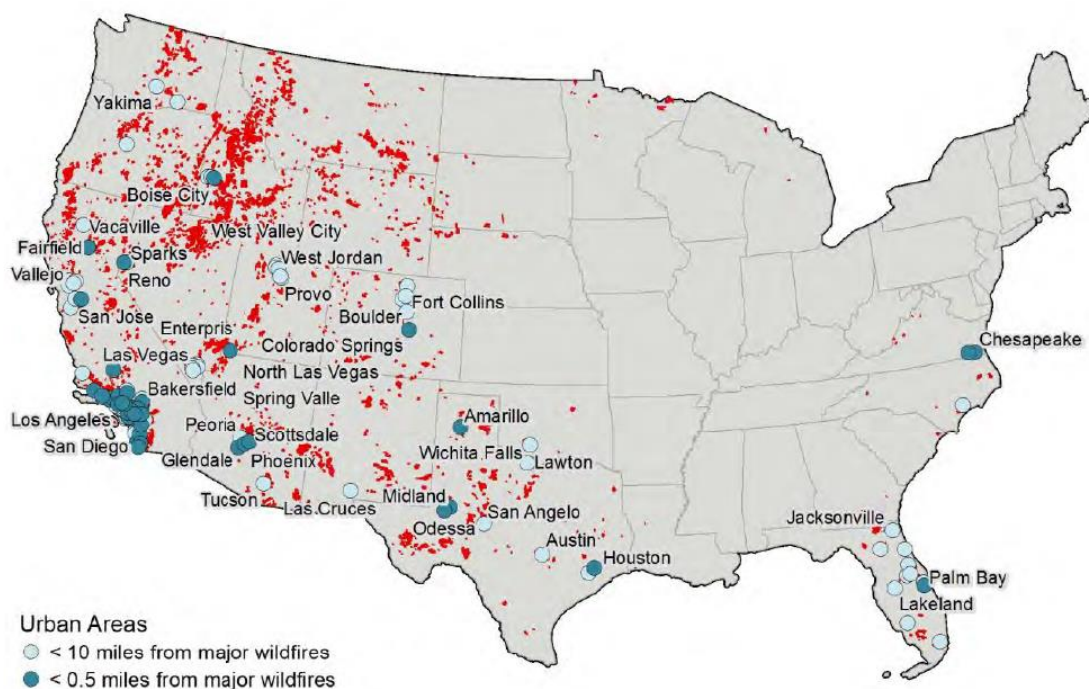 Yakima
Boise City
Vacaville
West Valley City
Fairfield
Sparks
West Jordan
Vallejo
Reno
Provo
Fort Collins
San Jose
Boulder
Enterpris
Colorado Springs
Chesapeake
Las Vegas
North Las Vegas
Bakersfield
Spring Valle
Los Angeles
Peoria
Amarillo
San Diego
Scottsdale
Wichita Falls
Glendale
Phoenix
Lawton
Tucson
Las Cruces
Midland
San Angelo
Odessa
Jacksonville
Austin
Houston
Palm Bay
Lakeland
Urban Areas
< 10 miles from major wildfires
< 0.5 miles from major wildfires